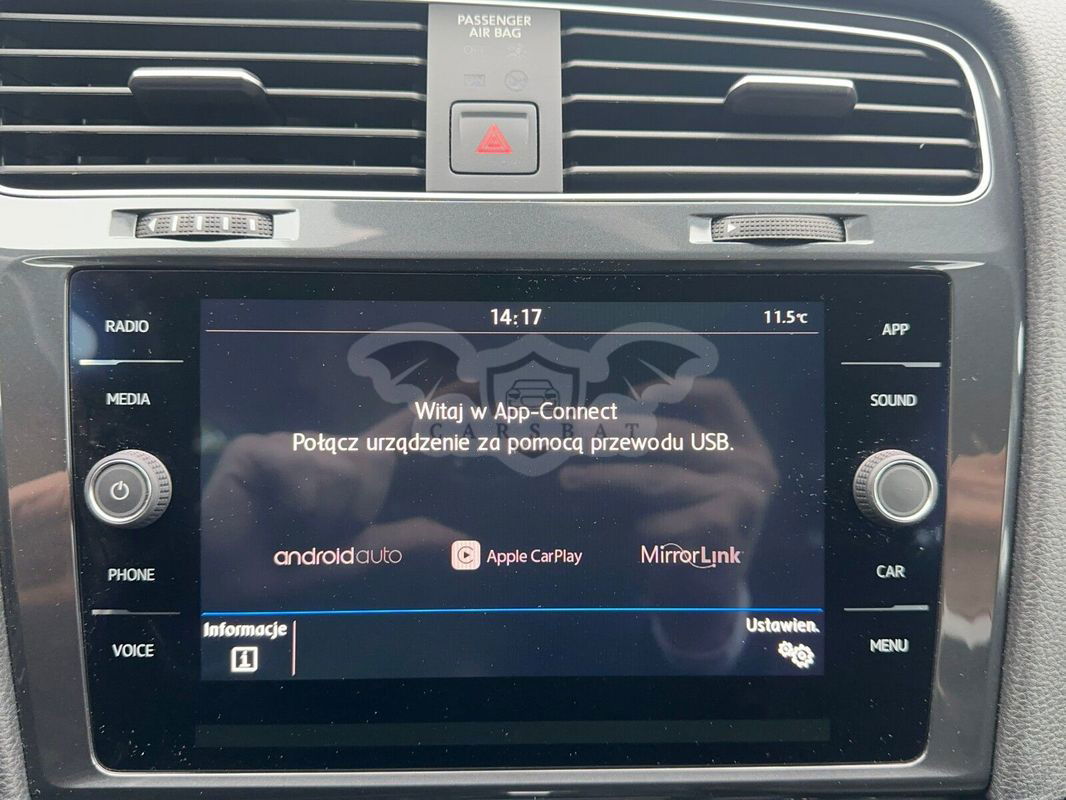 PASSENGER
AIR BAG
OFF
RADIO
14:17
11.5°C
APP
MEDIA
SOUND
Witaj w App-Connect
CARSBAT
Połącz urządzenie za pomocą przewodu USB.
androidauto
Apple CarPlay
MirrorLink
PHONE
CAR
Informacje
Ustawien.
VOICE
MENU